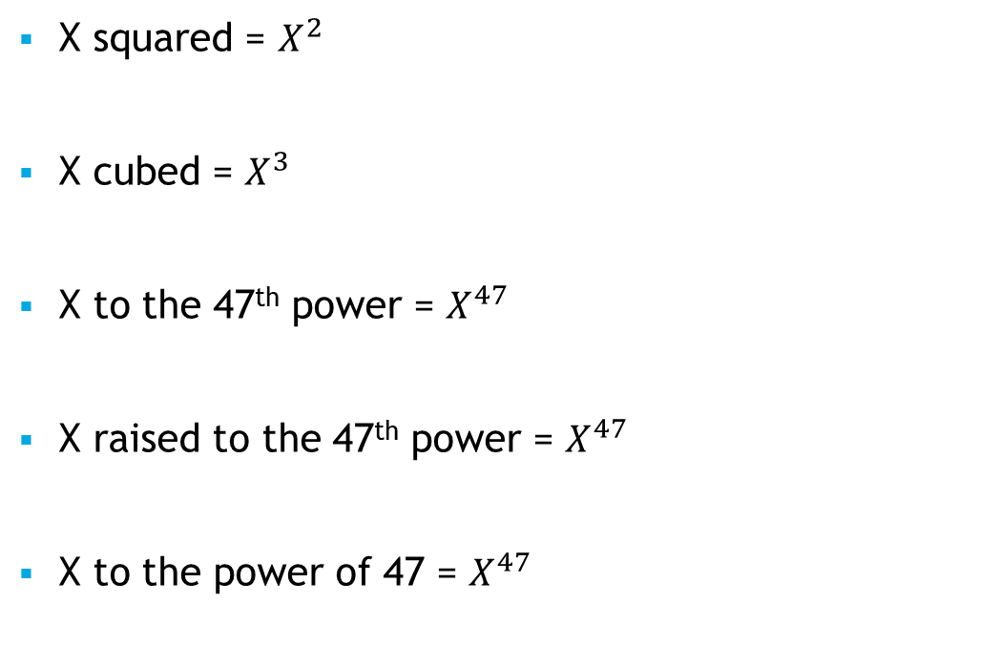 ▪ X squared = 𝑋²
▪ X cubed = 𝑋³
▪ X to the 47ᵗʰ power = 𝑋⁴⁷
▪ X raised to the 47ᵗʰ power = 𝑋⁴⁷
▪ X to the power of 47 = 𝑋⁴⁷